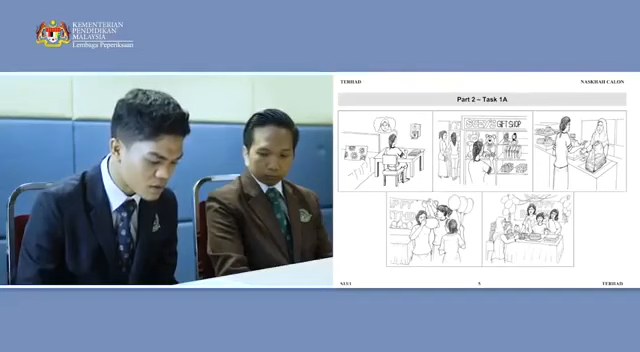 KEMENTERIAN
PENDIDIKAN
MALAYSIA
Lembaga Peperiksaan
TERHAD
NASKHAH CALON
Part 2 – Task 1A
GIFT SHOP
5
TERHAD